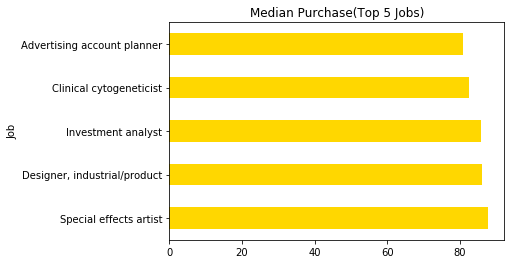 Median Purchase(Top 5 Jobs)
Job
Advertising account planner
Clinical cytogeneticist
Investment analyst
Designer, industrial/product
Special effects artist
0 20 40 60 80